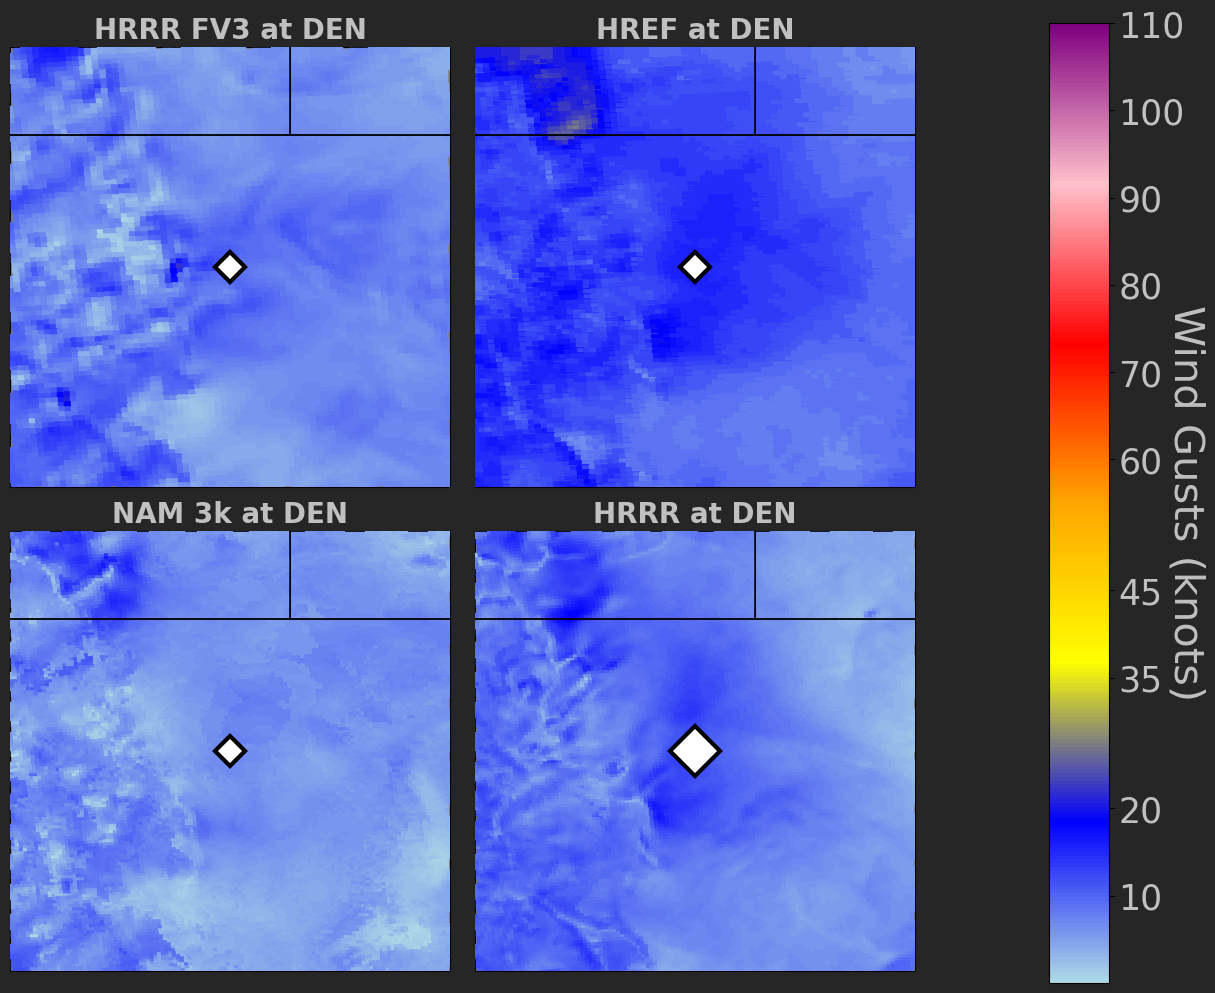 HRRR FV3 at DEN
HREF at DEN
NAM 3k at DEN
HRRR at DEN
110
100
90
80
70
60
45
35
20
10
Wind Gusts (knots)